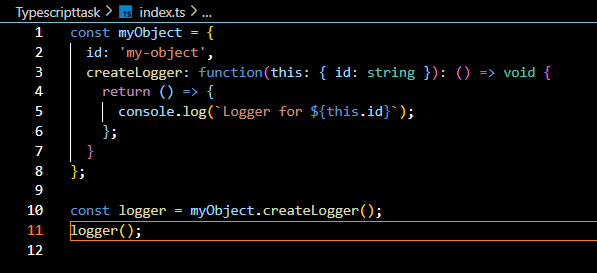 Typescripttask > TS index.ts > ...
1 const myObject = {
2 id: 'my-object',
3 createLogger: function(this: { id: string }): () => void {
4 return () => {
5 console.log(`Logger for ${this.id}`);
6 };
7 }
8 };
9
10 const logger = myObject.createLogger();
11 logger();
12